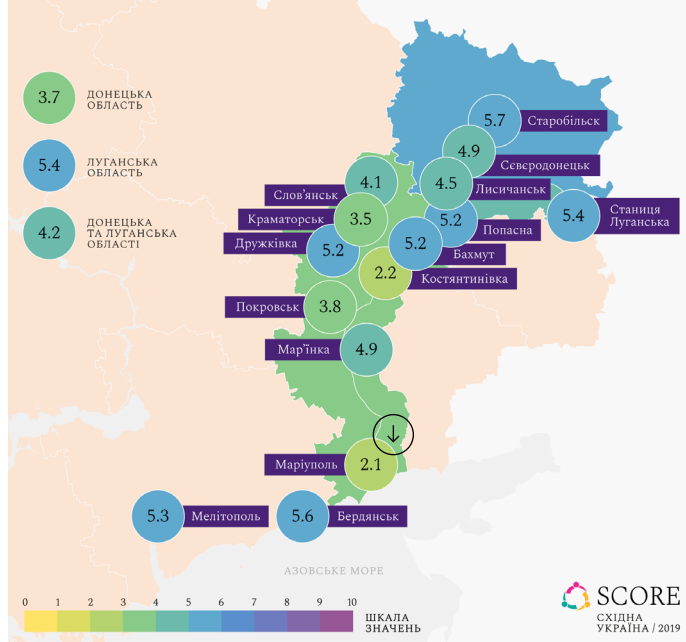 3.7
ДОНЕЦЬКА
ОБЛАСТЬ
5.4
ЛУГАНСЬКА
ОБЛАСТЬ
4.2
ДОНЕЦЬКА
ТА ЛУГАНСЬКА
ОБЛАСТІ
5.7 Старобільск
4.9 Сєвєродонецьк
4.5 Лисичанськ
Слов'янськ 4.1
5.4 Станиця
Луганська
Краматорськ 3.5
5.2 Попасна
Дружківка 5.2
5.2 Бахмут
2.2 Костянтинівка
Покровськ 3.8
Мар'їнка 4.9
Маріуполь 2.1
5.3 Мелітополь
5.6 Бердянськ
АЗОВСЬКЕ МОРЕ
0 1 2 3 4 5 6 7 8 9 10
ШКАЛА
ЗНАЧЕНЬ
SCORE
СХІДНА
УКРАЇНА / 2019